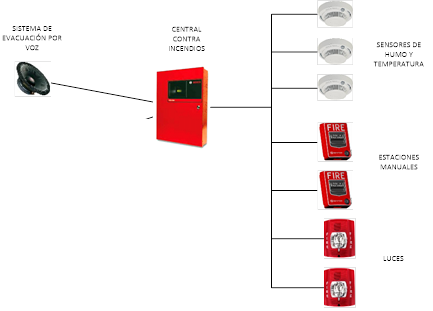 SISTEMA DE
EVACUACIÓN POR
VOZ
CENTRAL
CONTRA
INCENDIOS
SENSORES DE
HUMO Y
TEMPERATURA
FIRE
ESTACIONES
MANUALES
FIRE
LUCES